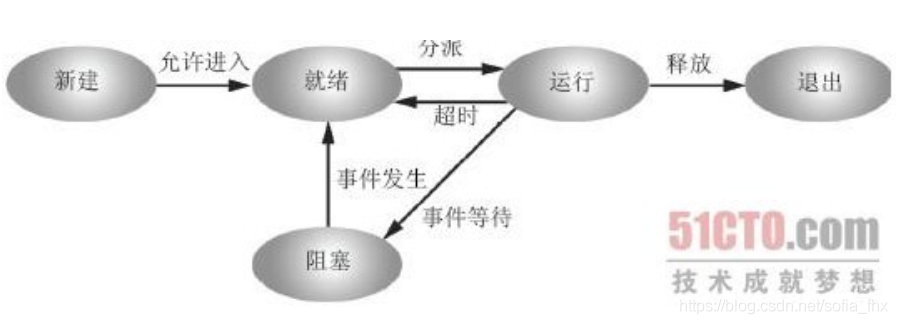 分派
新建 允许进入 就绪 运行 释放 退出
超时
事件发生
事件等待
阻塞
51CTO.com
技术成就梦想
https://blog.csdn.net/sofia_fhx